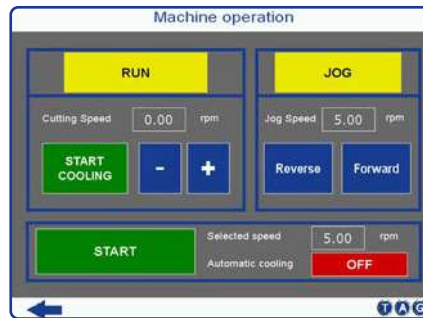 Machine operation
RUN
Cutting Speed 0.00 rpm
START
COOLING
- +
JOG
Jog Speed 5.00 rpm
Reverse Forward
START
Selected speed 5.00 rpm
Automatic cooling OFF
TAG